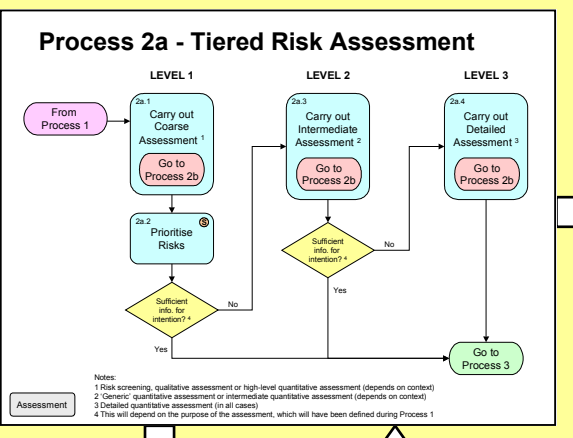 Process 2a - Tiered Risk Assessment
LEVEL 1
LEVEL 2
LEVEL 3
From
Process 1
2a.1
Carry out
Coarse
Assessment 1
Go to
Process 2b
2a.2
S
Prioritise
Risks
Sufficient
info. for
intention? 4
No
Yes
2a.3
Carry out
Intermediate
Assessment 2
Go to
Process 2b
Sufficient
info. for
intention? 4
No
Yes
2a.4
Carry out
Detailed
Assessment 3
Go to
Process 2b
Go to
Process 3
Assessment
Notes:
1 Risk screening, qualitative assessment or high-level quantitative assessment (depends on context)
2 'Generic' quantitative assessment or intermediate quantitative assessment (depends on context)
3 Detailed quantitative assessment (in all cases)
4 This will depend on the purpose of the assessment, which will have been defined during Process 1